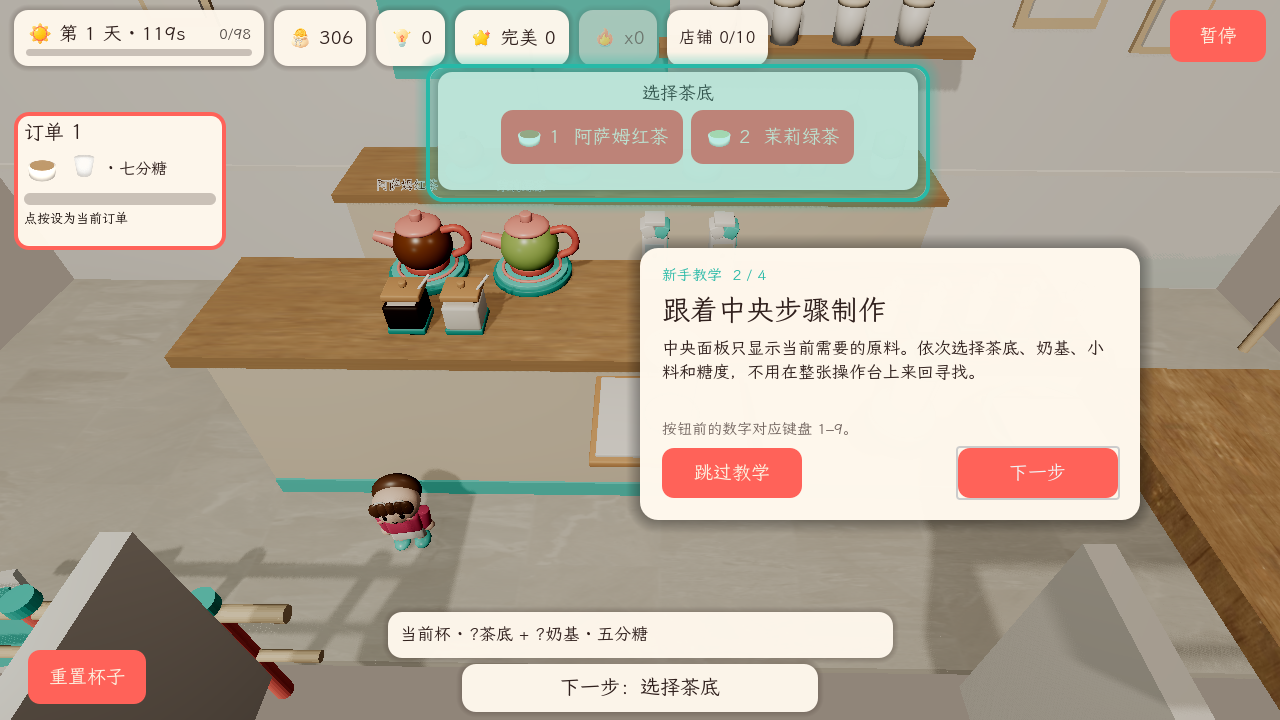 第 1 天·119s 0/98
306
0
完美 0
x0
店铺 0/10
暂停
选择茶底
1 阿萨姆红茶
2 茉莉绿茶
订单 1
·七分糖
点按设为当前订单
阿萨姆红茶
新手教学 2 / 4
跟着中央步骤制作
中央面板只显示当前需要的原料。依次选择茶底、奶基、小
料和糖度，不用在整张操作台上来回寻找。
按钮前的数字对应键盘 1–9。
跳过教学
下一步
当前杯·?茶底 + ?奶基·五分糖
重置杯子
下一步：选择茶底